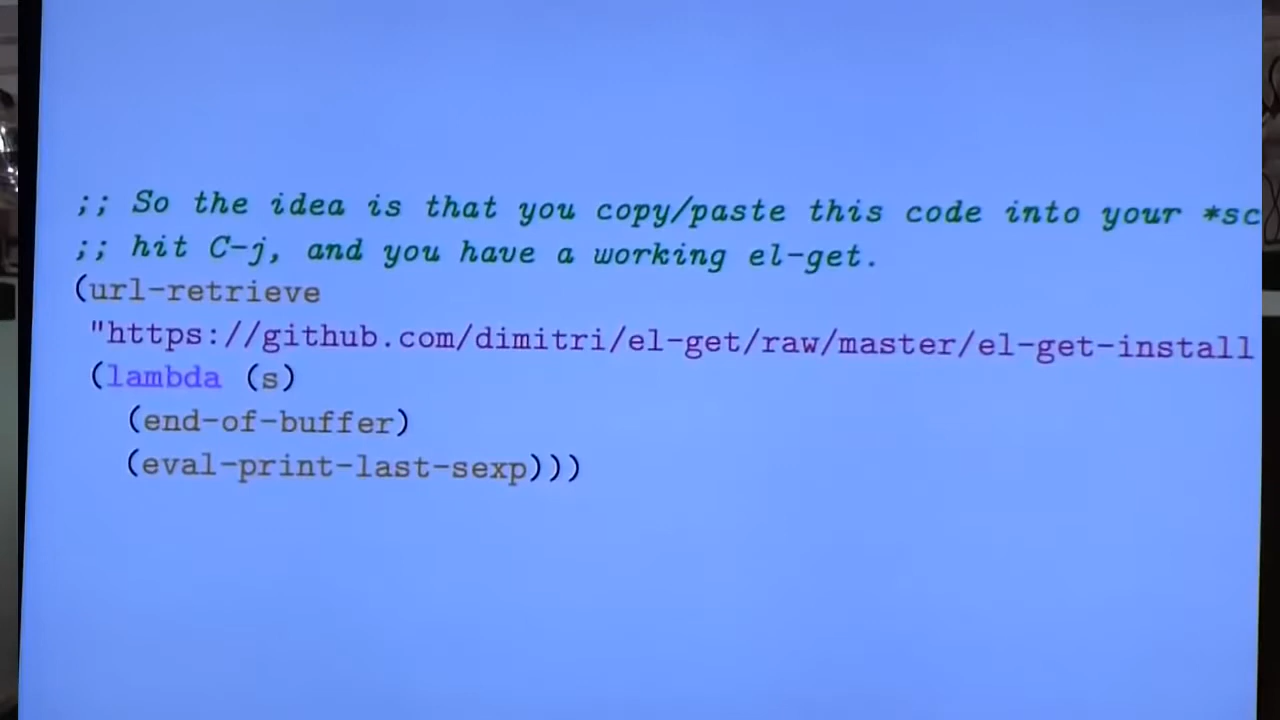 ;; So the idea is that you copy/paste this code into your *sc
;; hit C-j, and you have a working el-get.
(url-retrieve
"https://github.com/dimitri/el-get/raw/master/el-get-install
(lambda (s)
(end-of-buffer)
(eval-print-last-sexp)))